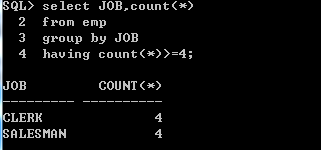 SQL> select JOB,count(*)
  2  from emp
  3  group by JOB
  4  having count(*)>=4;
JOB         COUNT(*)
--------- ----------
CLERK              4
SALESMAN           4